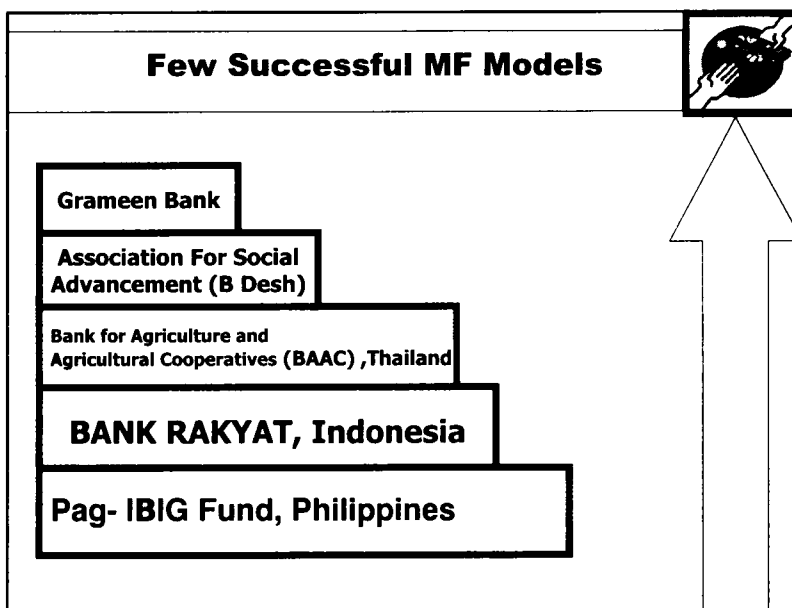 Few Successful MF Models
Grameen Bank
Association For Social
Advancement (B Desh)
Bank for Agriculture and
Agricultural Cooperatives (BAAC) ,Thailand
BANK RAKYAT, Indonesia
Pag- IBIG Fund, Philippines